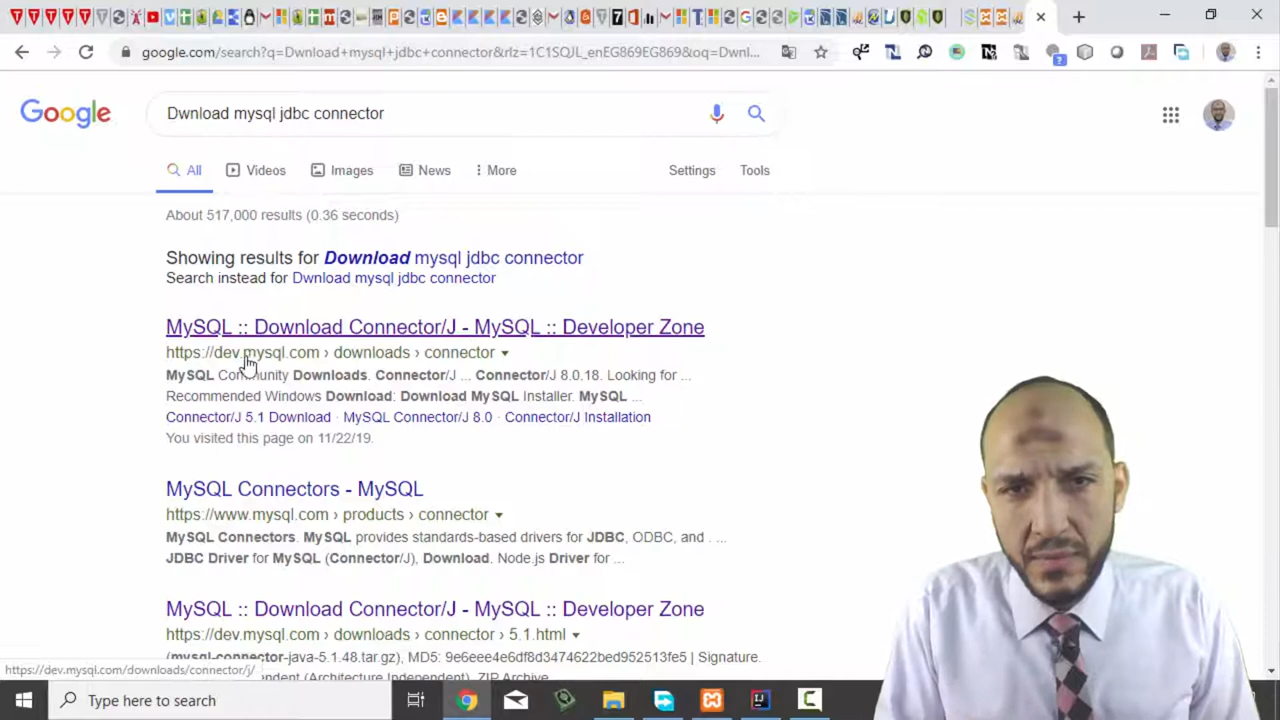 google.com/search?q=Dwnload+mysql+jdbc+connector&rlz=1C1SQJL_enEG869EG869&oq=Dwnl...
Google
Dwnload mysql jdbc connector
All
Videos
Images
News
More
Settings
Tools
About 517,000 results (0.36 seconds)
Showing results for Download mysql jdbc connector
Search instead for Dwnload mysql jdbc connector
MySQL :: Download Connector/J - MySQL :: Developer Zone
https://dev.mysql.com › downloads › connector
MySQL Community Downloads. Connector/J ... Connector/J 8.0.18. Looking for ...
Recommended Windows Download: Download MySQL Installer. MySQL ...
Connector/J 5.1 Download · MySQL Connector/J 8.0 · Connector/J Installation
You visited this page on 11/22/19.
MySQL Connectors - MySQL
https://www.mysql.com › products › connector
MySQL Connectors. MySQL provides standards-based drivers for JDBC, ODBC, and . ...
JDBC Driver for MySQL (Connector/J), Download. Node.js Driver for ...
MySQL :: Download Connector/J - MySQL :: Developer Zone
https://dev.mysql.com › downloads › connector › 5.1.html
(mysql-connector-java-5.1.48.tar.gz), MD5: 9e6eee4e6df8d3474622bed952513fe5 | Signature.
(Architecture Independent), ZIP Archive
https://dev.mysql.com/downloads/connector/j/
Type here to search